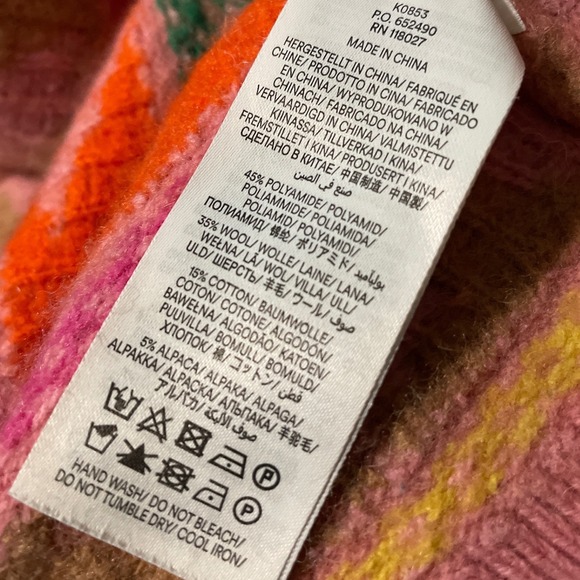 K0853
P.O. 652490
RN 118027
MADE IN CHINA
HERGESTELLT IN CHINA/ FABRIQUÉ EN
CHINE/ PRODOTTO IN CINA/ FABRICADO
EN CHINA/ WYPRODUKOWANO W
CHINACH/ FABRICADO NA CHINA/
VERVAARDIGD IN CHINA/ VALMISTETTU
KIINASSA/ TILLVERKAD I KINA/
FREMSTILLET I KINA/ PRODUSERT I KINA/
СДЕЛАНО В КИТАЕ/ 中国制造/ 中国製/
صنع في الصين
45% POLYAMIDE/ POLYAMID/
POLIAMMIDE/ POLIAMIDA/
POLIAMID/ POLYAMIDI/
ПОЛИАМИД/ 锦纶/ ポリアミド/ بولياميد
35% WOOL/ WOLLE/ LAINE/ LANA/
WEŁNA/ LÃ/ WOL/ VILLA/ ULL/
ULD/ ШЕРСТЬ/ 羊毛/ ウール/ صوف
15% COTTON/ BAUMWOLLE/
COTON/ COTONE/ ALGODÓN/
BAWEŁNA/ ALGODÃO/ KATOEN/
PUUVILLA/ BOMULL/ BOMULD/
ХЛОПОК/ 棉/ コットン/ قطن
5% ALPACA/ ALPAKA/ ALPAGA/
ALPAKKA/ ALPACKA/ АЛЬПАКА/ 羊驼毛/
アルパカ/ صوف الألبكة
P
P
HAND WASH/ DO NOT BLEACH/
DO NOT TUMBLE DRY/ COOL IRON/